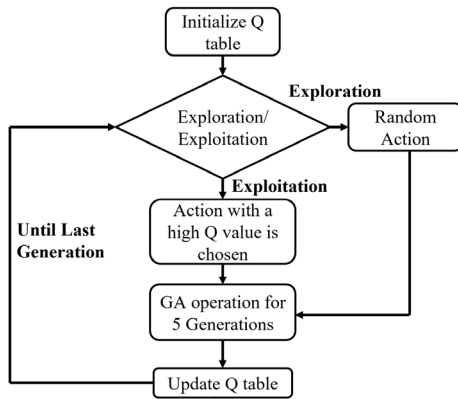 Initialize Q
table
Exploration
Exploration/
Exploitation
Random
Action
Exploitation
Action with a
high Q value is
chosen
Until Last
Generation
GA operation for
5 Generations
Update Q table